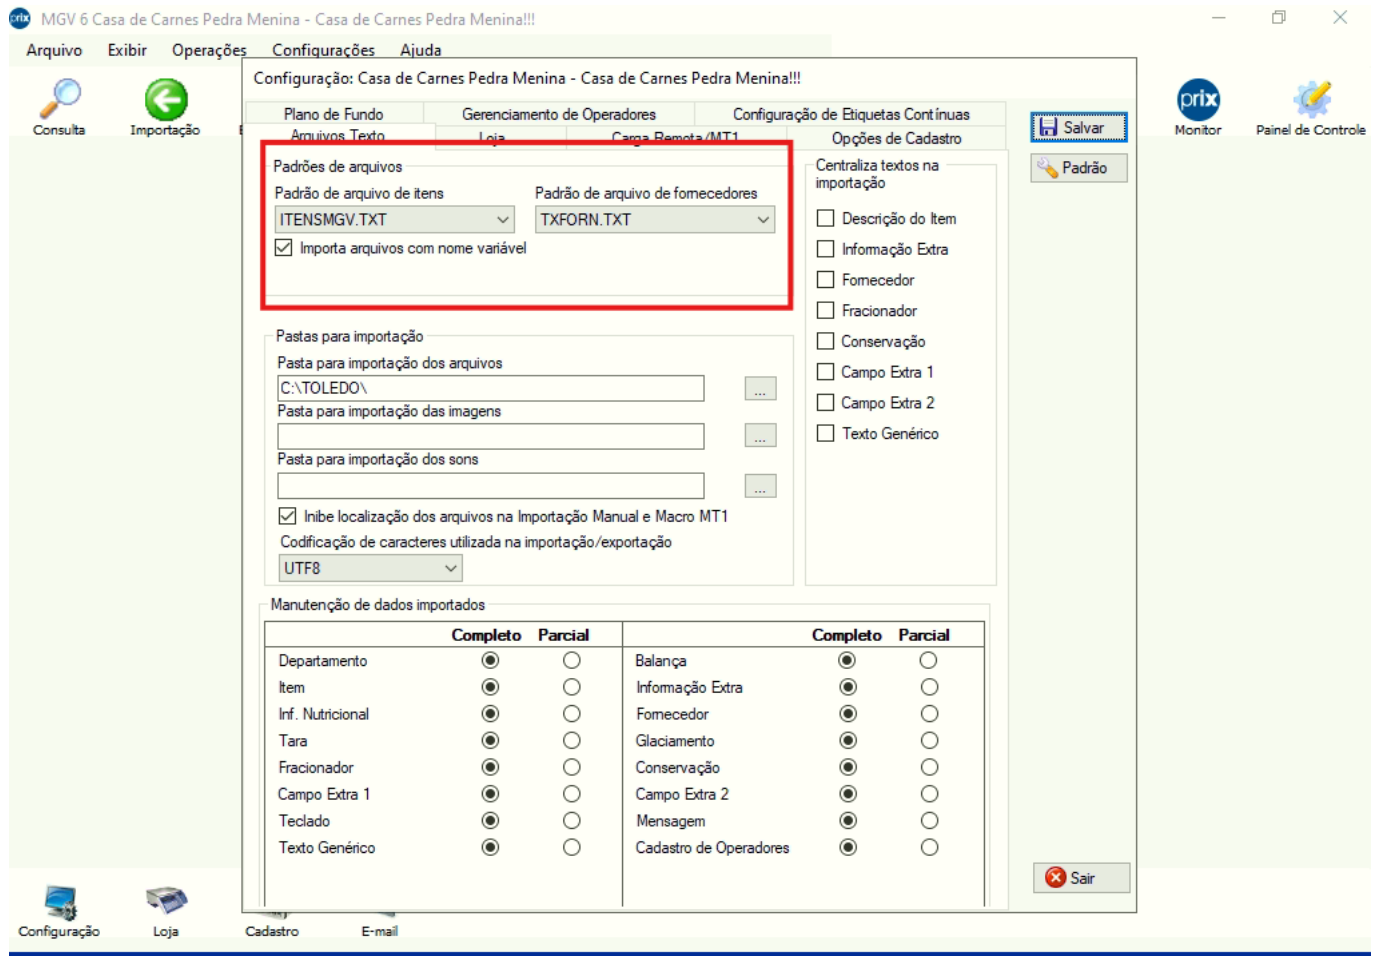 prix MGV 6 Casa de Carnes Pedra Menina - Casa de Carnes Pedra Menina!!!
Arquivo Exibir Operações Configurações Ajuda
Consulta Importação
Configuração: Casa de Carnes Pedra Menina - Casa de Carnes Pedra Menina!!!
Plano de Fundo Gerenciamento de Operadores Configuração de Etiquetas Contínuas
Arquivos Texto Loja Carga Remota/MT1 Opções de Cadastro
Salvar
Padrão
prix
Monitor Painel de Controle
Padrões de arquivos
Padrão de arquivo de itens Padrão de arquivo de fornecedores
ITENSMGV.TXT TXFORN.TXT
Importa arquivos com nome variável
Centraliza textos na
importação
Descrição do Item
Informação Extra
Fornecedor
Fracionador
Conservação
Campo Extra 1
Campo Extra 2
Texto Genérico
Pastas para importação
Pasta para importação dos arquivos
C:\TOLEDO\
...
Pasta para importação das imagens
...
Pasta para importação dos sons
...
Inibe localização dos arquivos na Importação Manual e Macro MT1
Codificação de caracteres utilizada na importação/exportação
UTF8
Manutenção de dados importados
Completo Parcial Completo Parcial
Departamento Balança
Item Informação Extra
Inf. Nutricional Fornecedor
Tara Glaciamento
Fracionador Conservação
Campo Extra 1 Campo Extra 2
Teclado Mensagem
Texto Genérico Cadastro de Operadores
Sair
Configuração Loja Cadastro E-mail